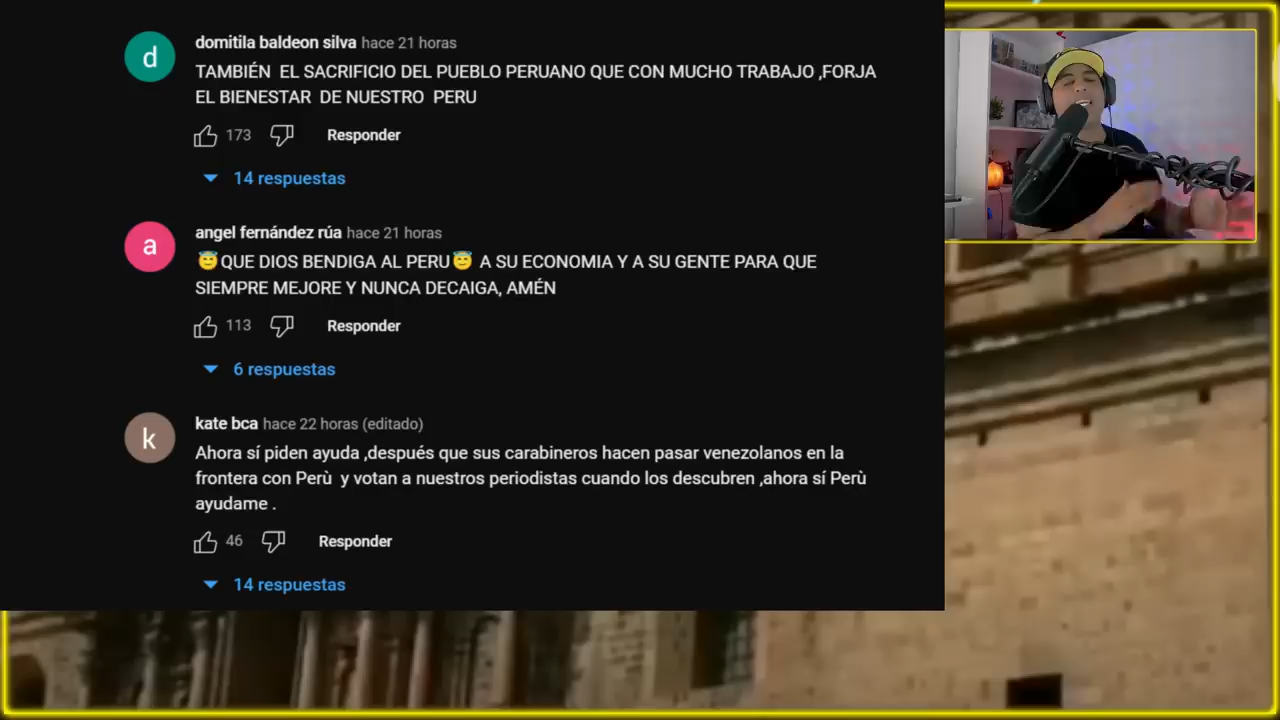 d
domitila baldeon silva hace 21 horas
TAMBIÉN EL SACRIFICIO DEL PUEBLO PERUANO QUE CON MUCHO TRABAJO ,FORJA
EL BIENESTAR DE NUESTRO PERU
173 Responder
14 respuestas
a
angel fernández rúa hace 21 horas
😇QUE DIOS BENDIGA AL PERU😇 A SU ECONOMIA Y A SU GENTE PARA QUE
SIEMPRE MEJORE Y NUNCA DECAIGA, AMÉN
113 Responder
6 respuestas
k
kate bca hace 22 horas (editado)
Ahora sí piden ayuda ,después que sus carabineros hacen pasar venezolanos en la
frontera con Perù y votan a nuestros periodistas cuando los descubren ,ahora sí Perù
ayudame .
46 Responder
14 respuestas